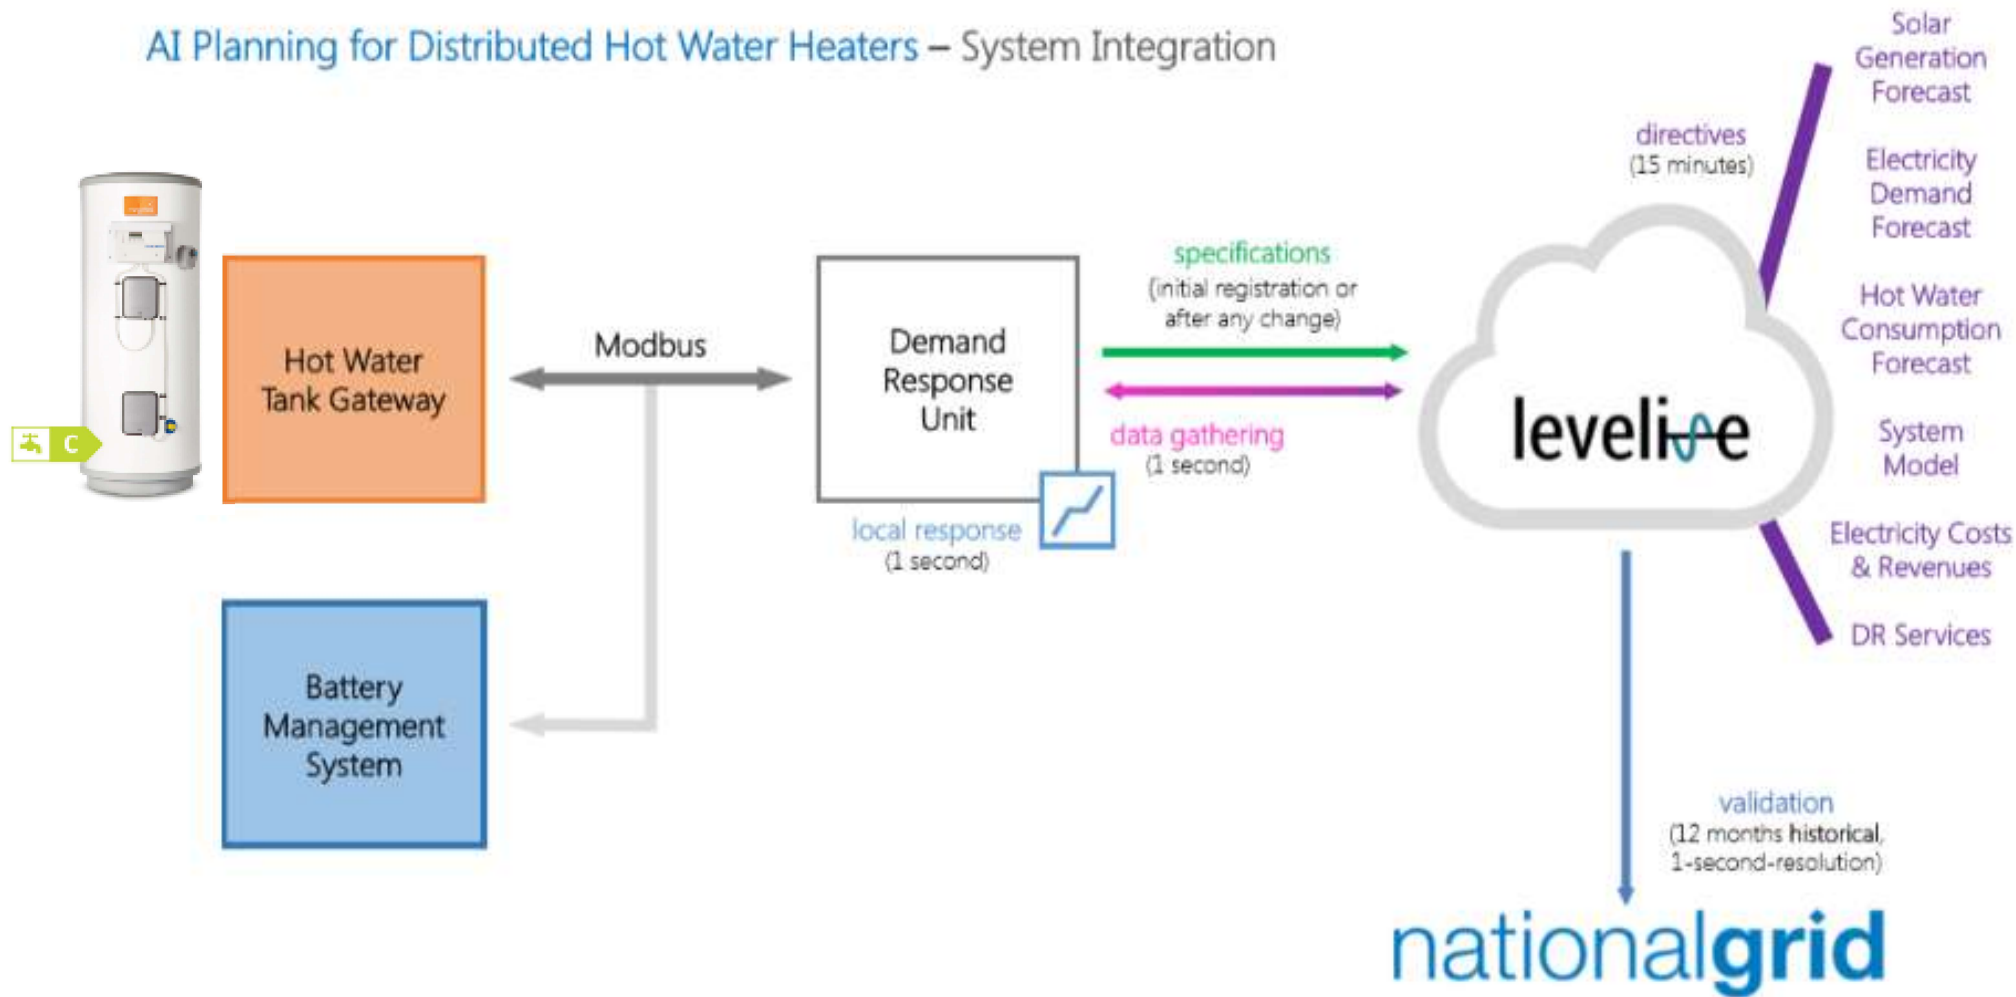 AI Planning for Distributed Hot Water Heaters – System Integration
Solar
Generation
Forecast
directives
(15 minutes)
Electricity
Demand
Forecast
specifications
(initial registration or
after any change)
Hot Water
Consumption
Forecast
Hot Water
Tank Gateway
Modbus
Demand
Response
Unit
data gathering
(1 second)
leveline
System
Model
C
local response
(1 second)
Electricity Costs
& Revenues
DR Services
Battery
Management
System
validation
(12 months historical,
1-second-resolution)
nationalgrid